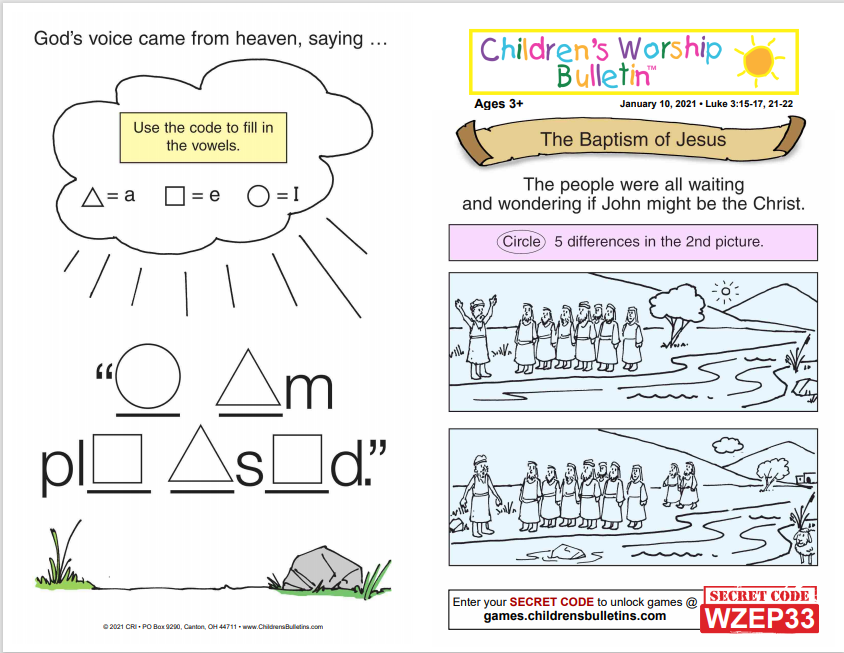 God's voice came from heaven, saying …
Use the code to fill in
the vowels.
= a = e = I
“ m
pl s d.”
© 2021 CRI • PO Box 9290, Canton, OH 44711 • www.ChildrensBulletins.com
Children's Worship
Bulletin™
Ages 3+ January 10, 2021 • Luke 3:15-17, 21-22
The Baptism of Jesus
The people were all waiting
and wondering if John might be the Christ.
Circle 5 differences in the 2nd picture.
Enter your SECRET CODE to unlock games @
games.childrensbulletins.com
SECRET CODE
WZEP33